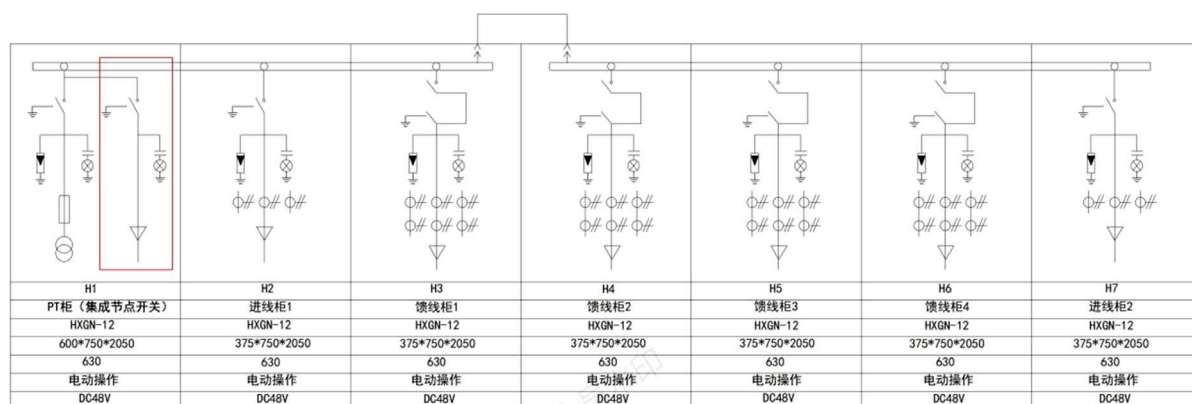 H1 H2 H3 H4 H5 H6 H7
PT柜（集成节点开关） 进线柜1 馈线柜1 馈线柜2 馈线柜3 馈线柜4 进线柜2
HXGN-12 HXGN-12 HXGN-12 HXGN-12 HXGN-12 HXGN-12 HXGN-12
600*750*2050 375*750*2050 375*750*2050 375*750*2050 375*750*2050 375*750*2050 375*750*2050
630 630 630 630 630 630 630
电动操作 电动操作 电动操作 电动操作 电动操作 电动操作 电动操作
DC48V DC48V DC48V DC48V DC48V DC48V DC48V